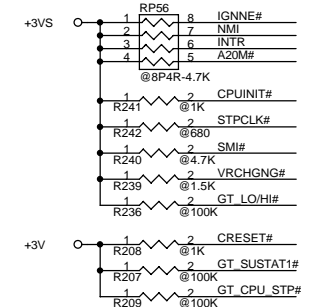 RP56
+3VS 1 8 IGNNE#
2 7 NMI
3 6 INTR
4 5 A20M#
@8P4R-4.7K
1 2 CPUINIT#
R241 @1K
1 2 STPCLK#
R242 @680
1 2 SMI#
R240 @4.7K
1 2 VRCHGNG#
R239 @1.5K
1 2 GT_LO/HI#
R236 @100K
+3V 1 2 CRESET#
R208 @1K
1 2 GT_SUSTAT1#
R207 @100K
1 2 GT_CPU_STP#
R209 @100K